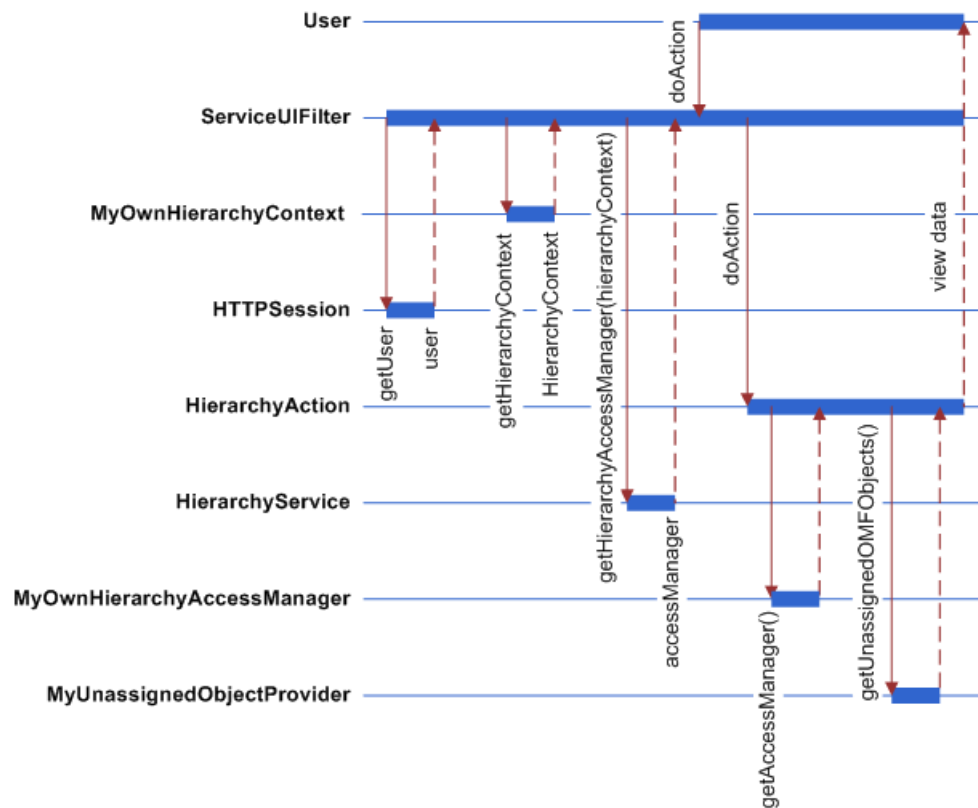 User
doAction
ServiceUIFilter
MyOwnHierarchyContext
getHierarchyContext
HierarchyContext
getHierarchyAccessManager(hierarchyContext)
doAction
view data
HTTPSession
getUser
user
HierarchyAction
HierarchyService
accessManager
getUnassignedOMFObjects()
MyOwnHierarchyAccessManager
getAccessManager()
MyUnassignedObjectProvider